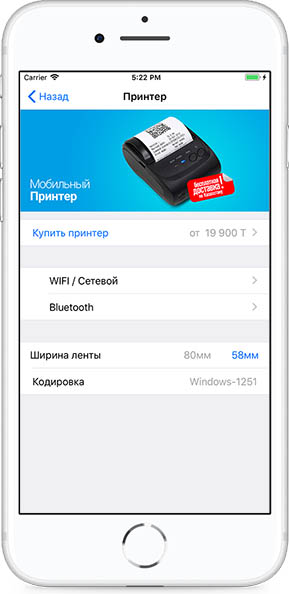 Carrier 5:22 PM
Назад Принтер
Мобильный
Принтер
бесплатная
доставка!
по Казахстану
Купить принтер от 19 900 Т
WIFI / Сетевой
Bluetooth
Ширина ленты 80мм 58мм
Кодировка Windows-1251